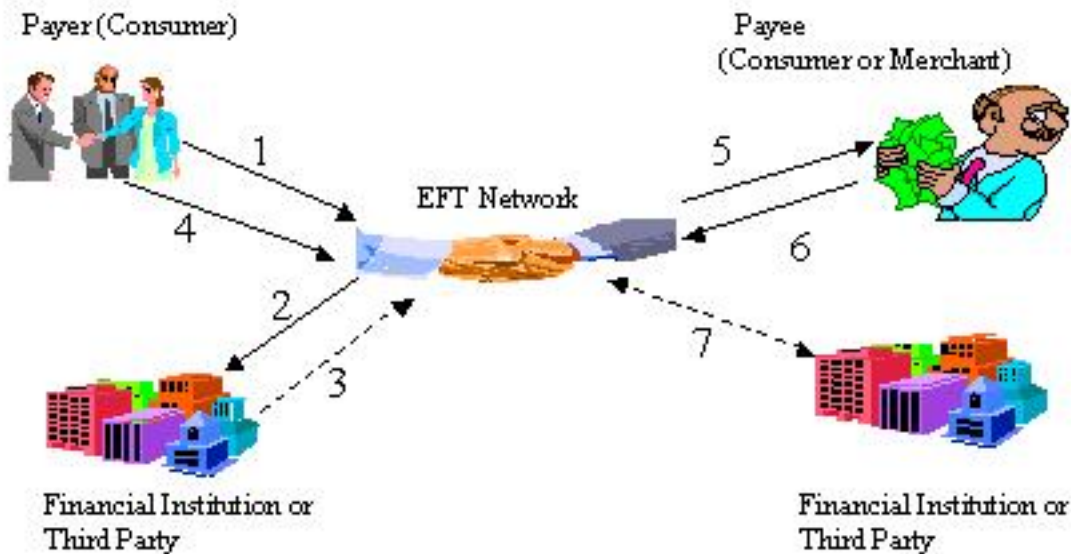 Payer (Consumer)
Payee
(Consumer or Merchant)
1
5
EFT Network
4
6
2
7
3
Financial Institution or
Third Party
Financial Institution or
Third Party